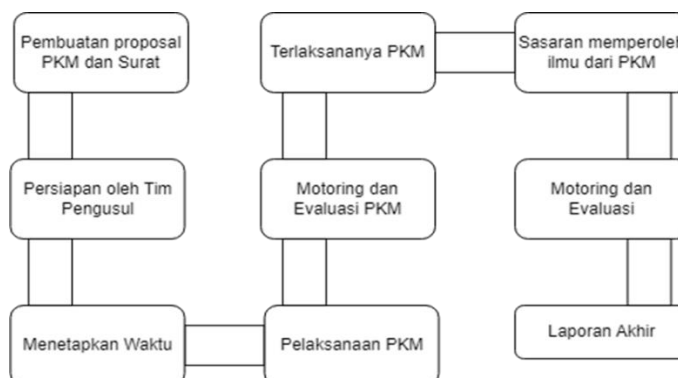 Pembuatan proposal
PKM dan Surat
Persiapan oleh Tim
Pengusul
Menetapkan Waktu
Pelaksanaan PKM
Motoring dan
Evaluasi PKM
Terlaksananya PKM
Sasaran memperoleh
ilmu dari PKM
Motoring dan
Evaluasi
Laporan Akhir